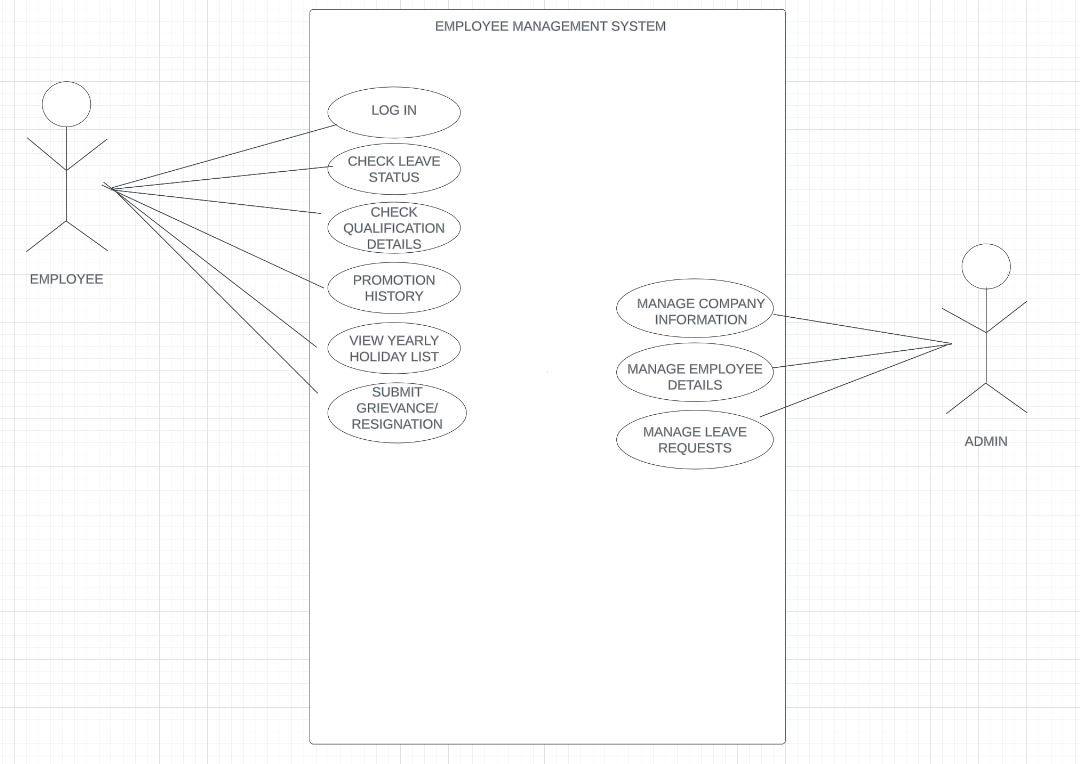 EMPLOYEE MANAGEMENT SYSTEM
LOG IN
CHECK LEAVE
STATUS
CHECK
QUALIFICATION
DETAILS
EMPLOYEE
PROMOTION
HISTORY
VIEW YEARLY
HOLIDAY LIST
SUBMIT
GRIEVANCE/
RESIGNATION
MANAGE COMPANY
INFORMATION
MANAGE EMPLOYEE
DETAILS
MANAGE LEAVE
REQUESTS
ADMIN